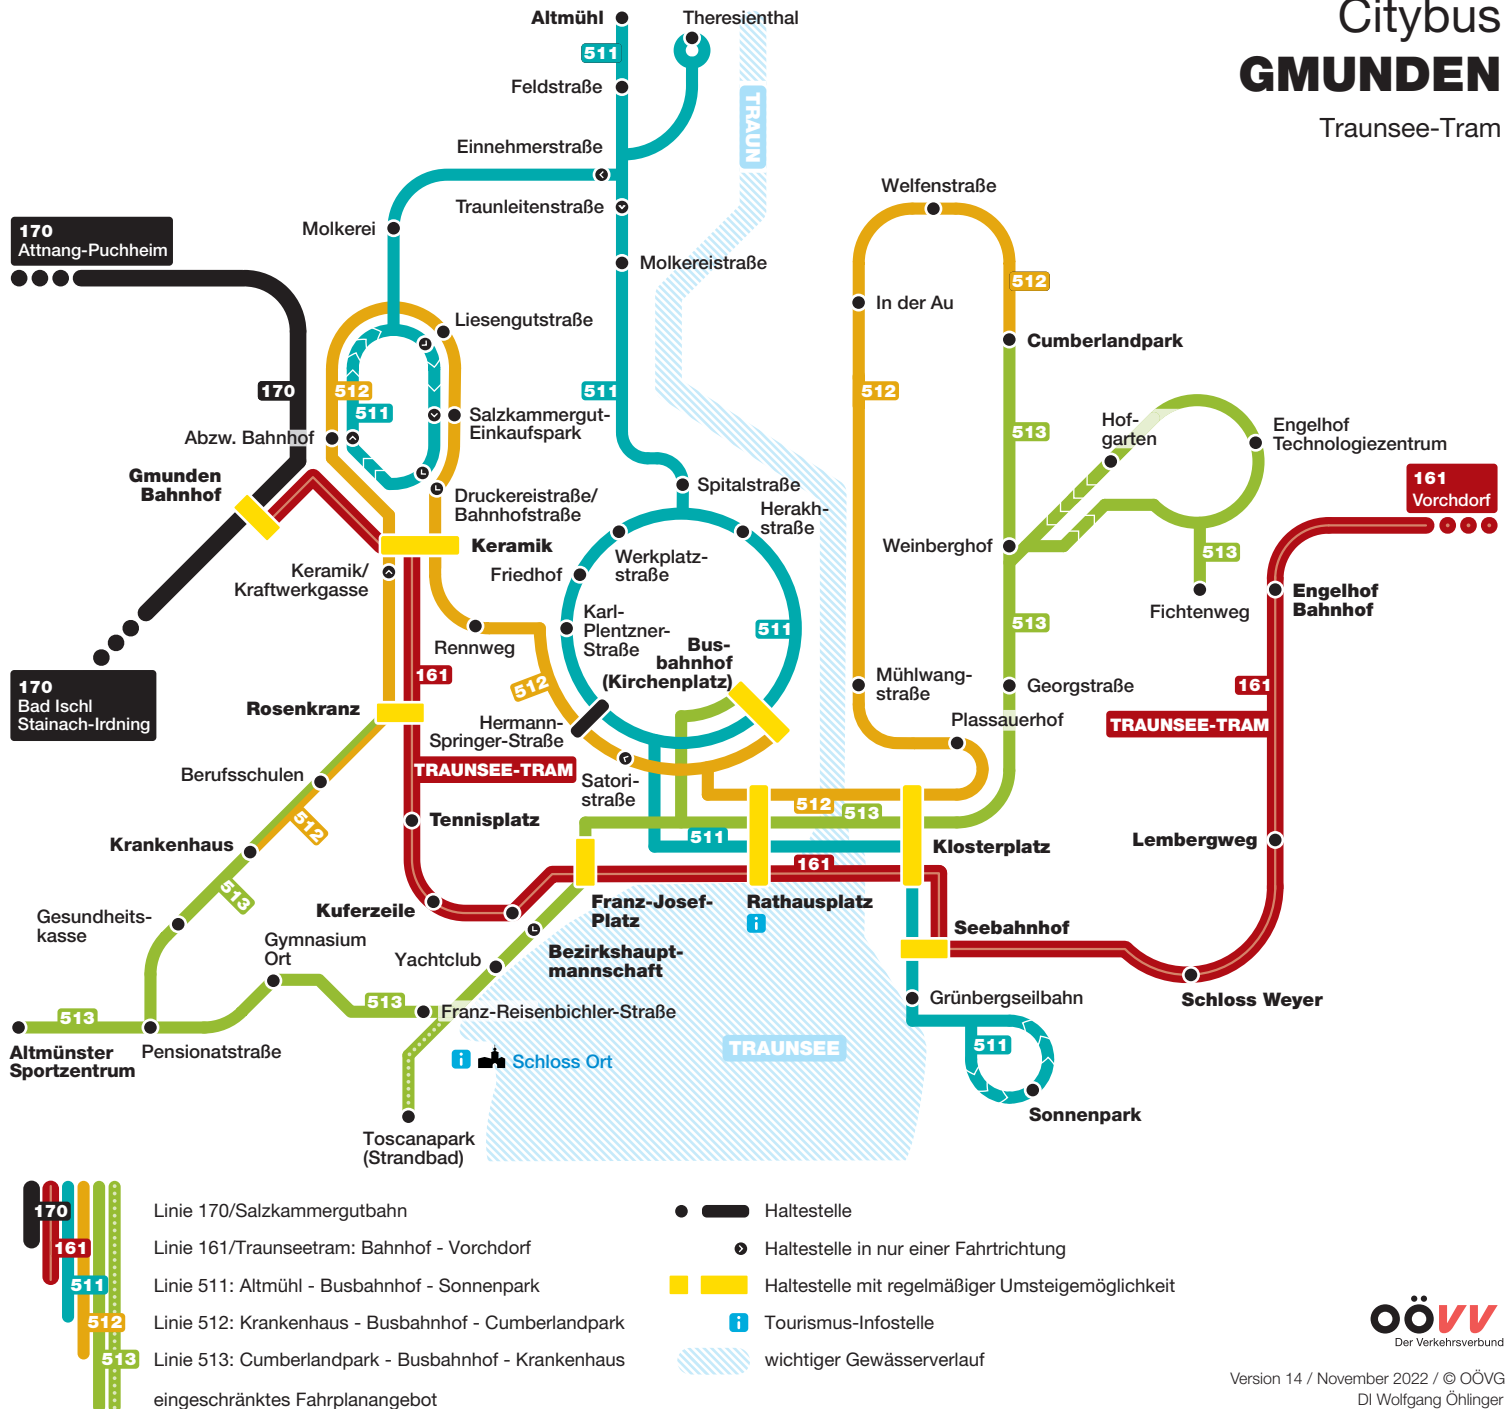 Citybus
GMUNDEN
Traunsee-Tram
Altmühl
Theresienthal
511
Feldstraße
TRAUN
Einnehmerstraße
Traunleitenstraße
Molkerei
Molkereistraße
Welfenstraße
170
Attnang-Puchheim
512
In der Au
Liesengutstraße
Cumberlandpark
170
512
511
511
512
Salzkammergut-
Einkaufspark
Abzw. Bahnhof
513
Hof-
garten
Engelhof
Technologiezentrum
Gmunden
Bahnhof
Spitalstraße
161
Vorchdorf
Druckereistraße/
Bahnhofstraße
Herakh-
straße
Keramik
Werkplatz-
straße
Weinberghof
513
Friedhof
Keramik/
Kraftwerkgasse
Fichtenweg
Engelhof
Bahnhof
Karl-
Plentzner-
Straße
511
513
Rennweg
Bus-
bahnhof
(Kirchenplatz)
161
512
170
Bad Ischl
Stainach-Irdning
Mühlwang-
straße
Georgstraße
161
Rosenkranz
Hermann-
Springer-Straße
Plassauerhof
TRAUNSEE-TRAM
TRAUNSEE-TRAM
Berufsschulen
Satori-
straße
512
512
513
Tennisplatz
511
Krankenhaus
Klosterplatz
Lembergweg
161
513
Kuferzeile
Franz-Josef-
Platz
Rathausplatz
i
Gesundheits-
kasse
Seebahnhof
Gymnasium
Ort
Yachtclub
Bezirkshaupt-
mannschaft
Schloss Weyer
Grünbergseilbahn
513
Franz-Reisenbichler-Straße
513
Altmünster
Sportzentrum
Pensionatstraße
i
Schloss Ort
TRAUNSEE
511
Sonnenpark
Toscanapark
(Strandbad)
170
Linie 170/Salzkammergutbahn
161
Linie 161/Traunseetram: Bahnhof - Vorchdorf
511
Linie 511: Altmühl - Busbahnhof - Sonnenpark
512
Linie 512: Krankenhaus - Busbahnhof - Cumberlandpark
513
Linie 513: Cumberlandpark - Busbahnhof - Krankenhaus
eingeschränktes Fahrplanangebot
Haltestelle
Haltestelle in nur einer Fahrtrichtung
Haltestelle mit regelmäßiger Umsteigemöglichkeit
i
Tourismus-Infostelle
wichtiger Gewässerverlauf
OÖVV
Der Verkehrsverbund
Version 14 / November 2022 / © OÖVG
DI Wolfgang Öhlinger